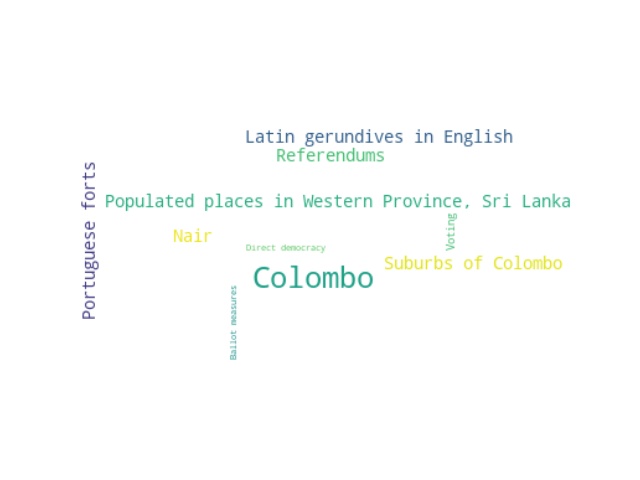 Latin gerundives in English
Referendums
Portuguese forts
Populated places in Western Province, Sri Lanka
Voting
Nair
Direct democracy
Suburbs of Colombo
Colombo
Ballot measures